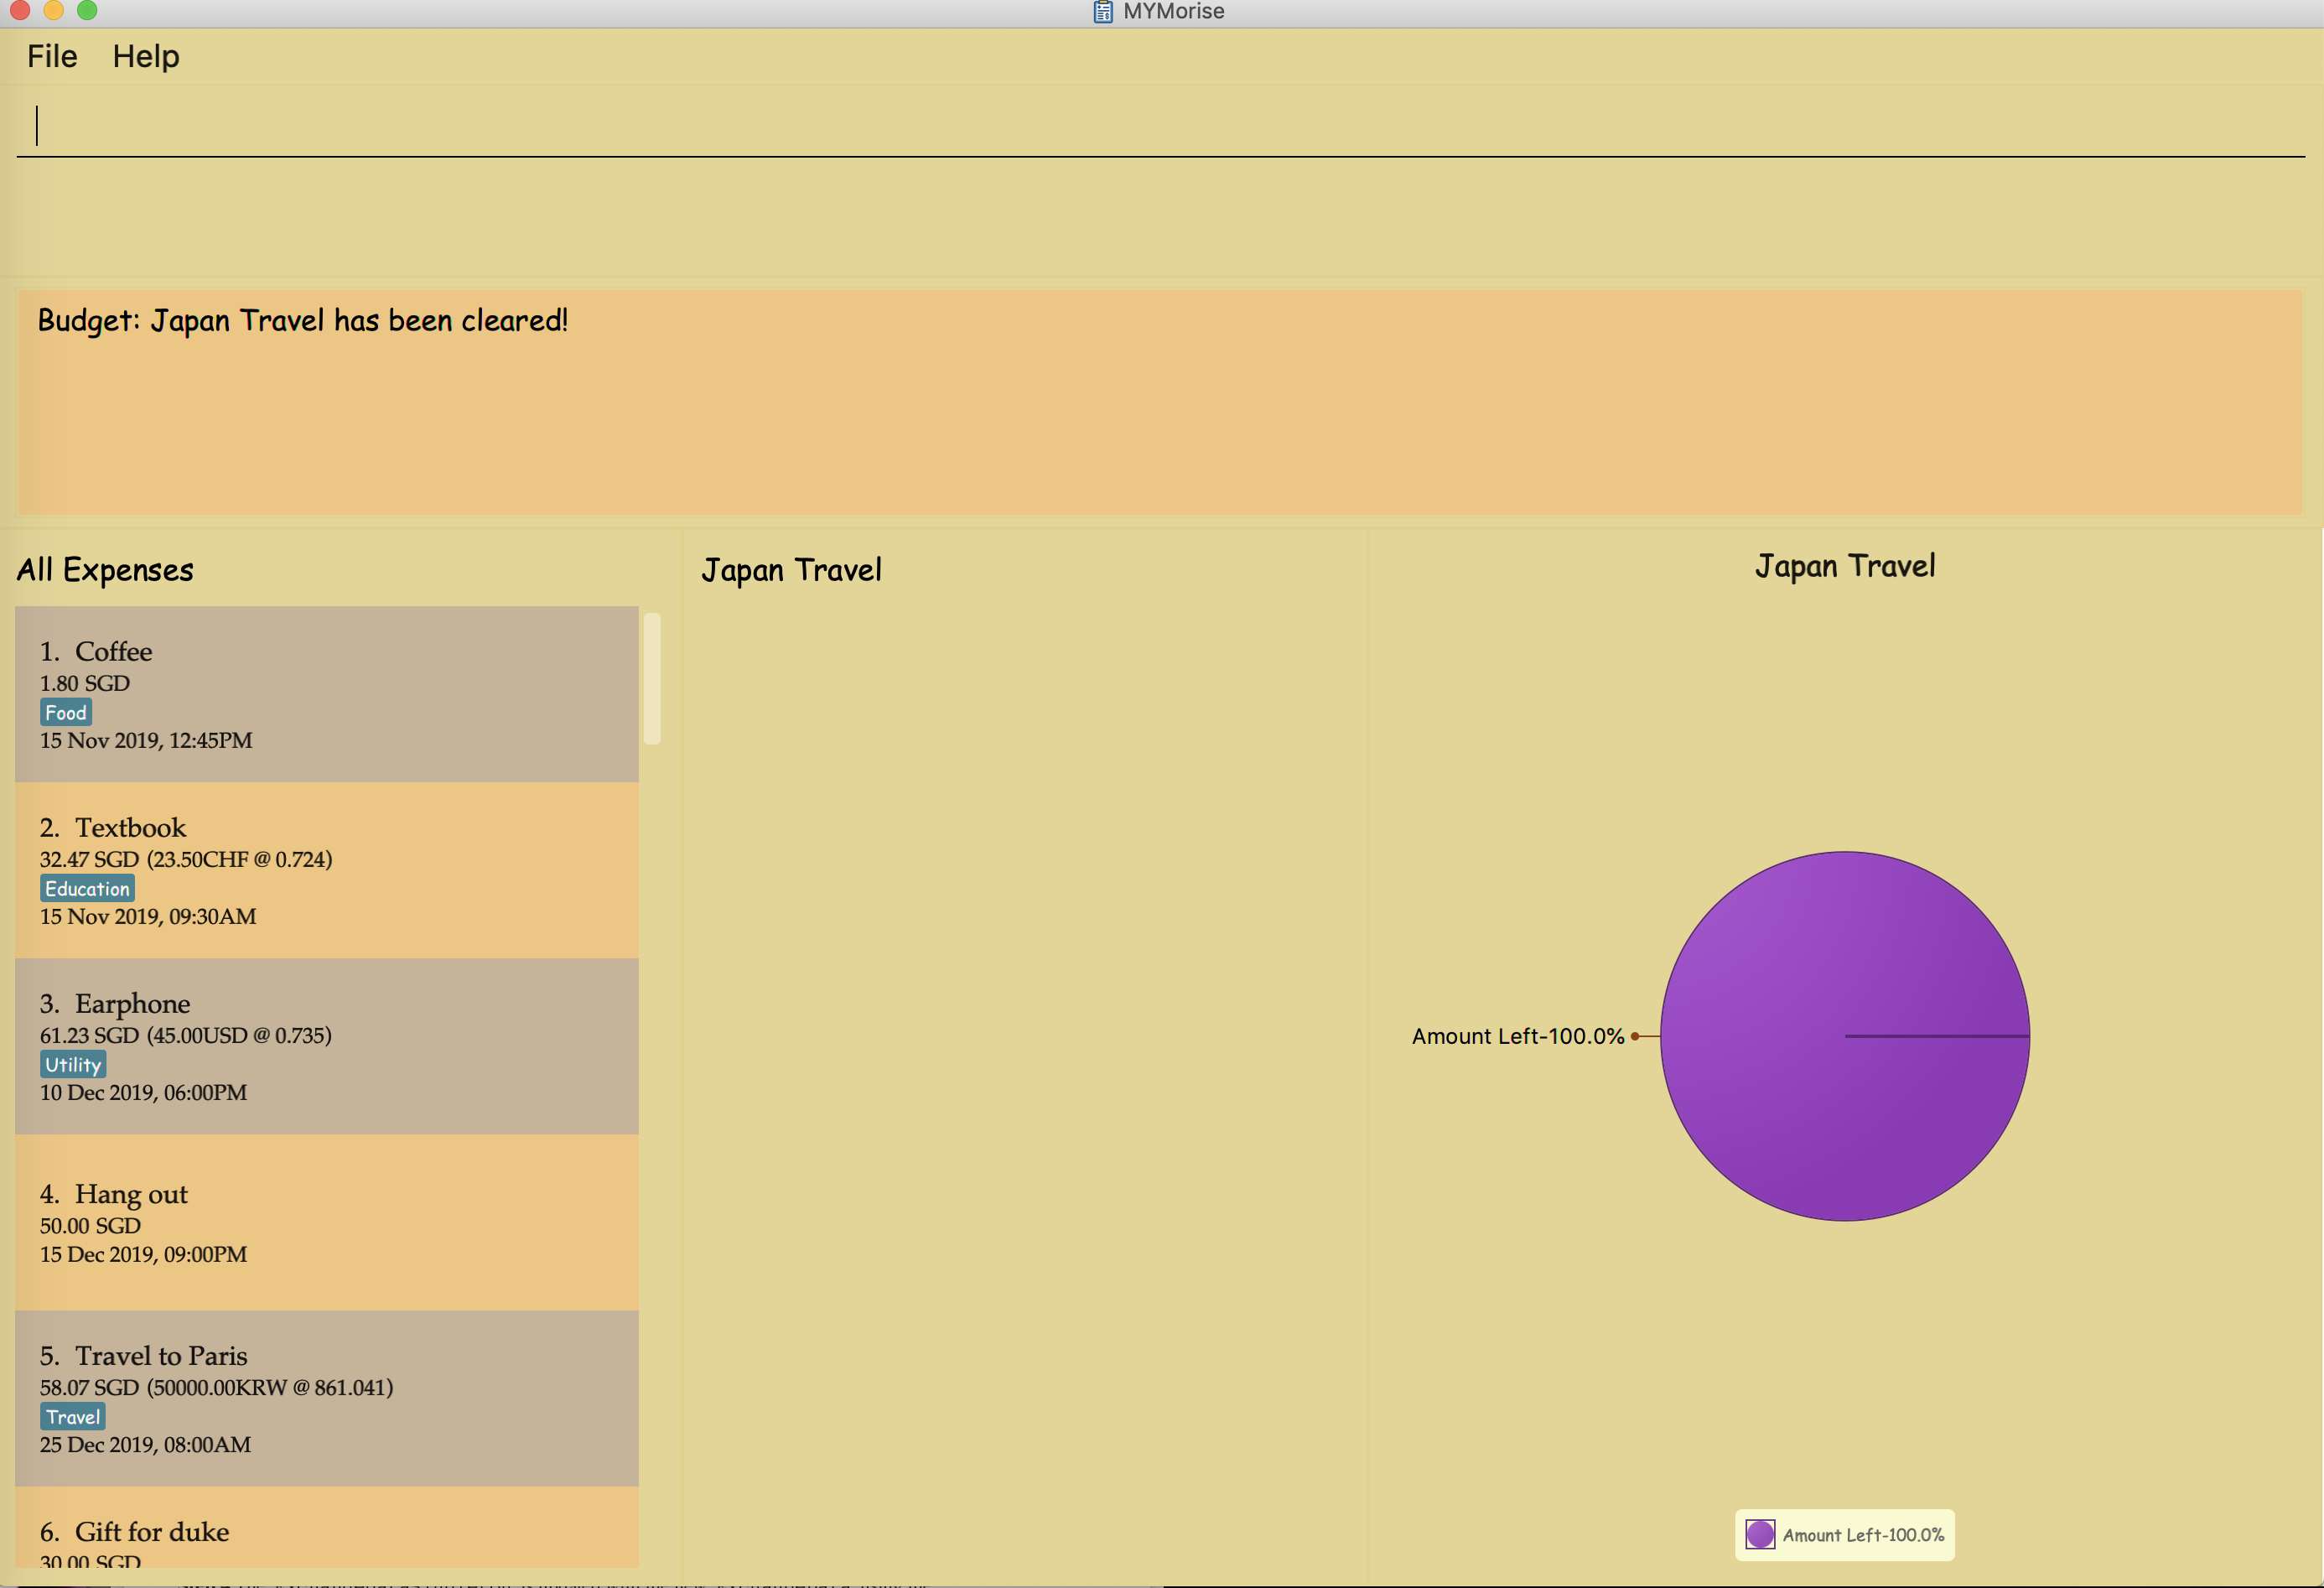 MYMorise
File Help
Budget: Japan Travel has been cleared!
All Expenses
1. Coffee
1.80 SGD
Food
15 Nov 2019, 12:45PM
2. Textbook
32.47 SGD (23.50CHF @ 0.724)
Education
15 Nov 2019, 09:30AM
3. Earphone
61.23 SGD (45.00USD @ 0.735)
Utility
10 Dec 2019, 06:00PM
4. Hang out
50.00 SGD
15 Dec 2019, 09:00PM
5. Travel to Paris
58.07 SGD (50000.00KRW @ 861.041)
Travel
25 Dec 2019, 08:00AM
6. Gift for duke
30.00 SGD
Japan Travel
Japan Travel
Amount Left-100.0%
Amount Left-100.0%